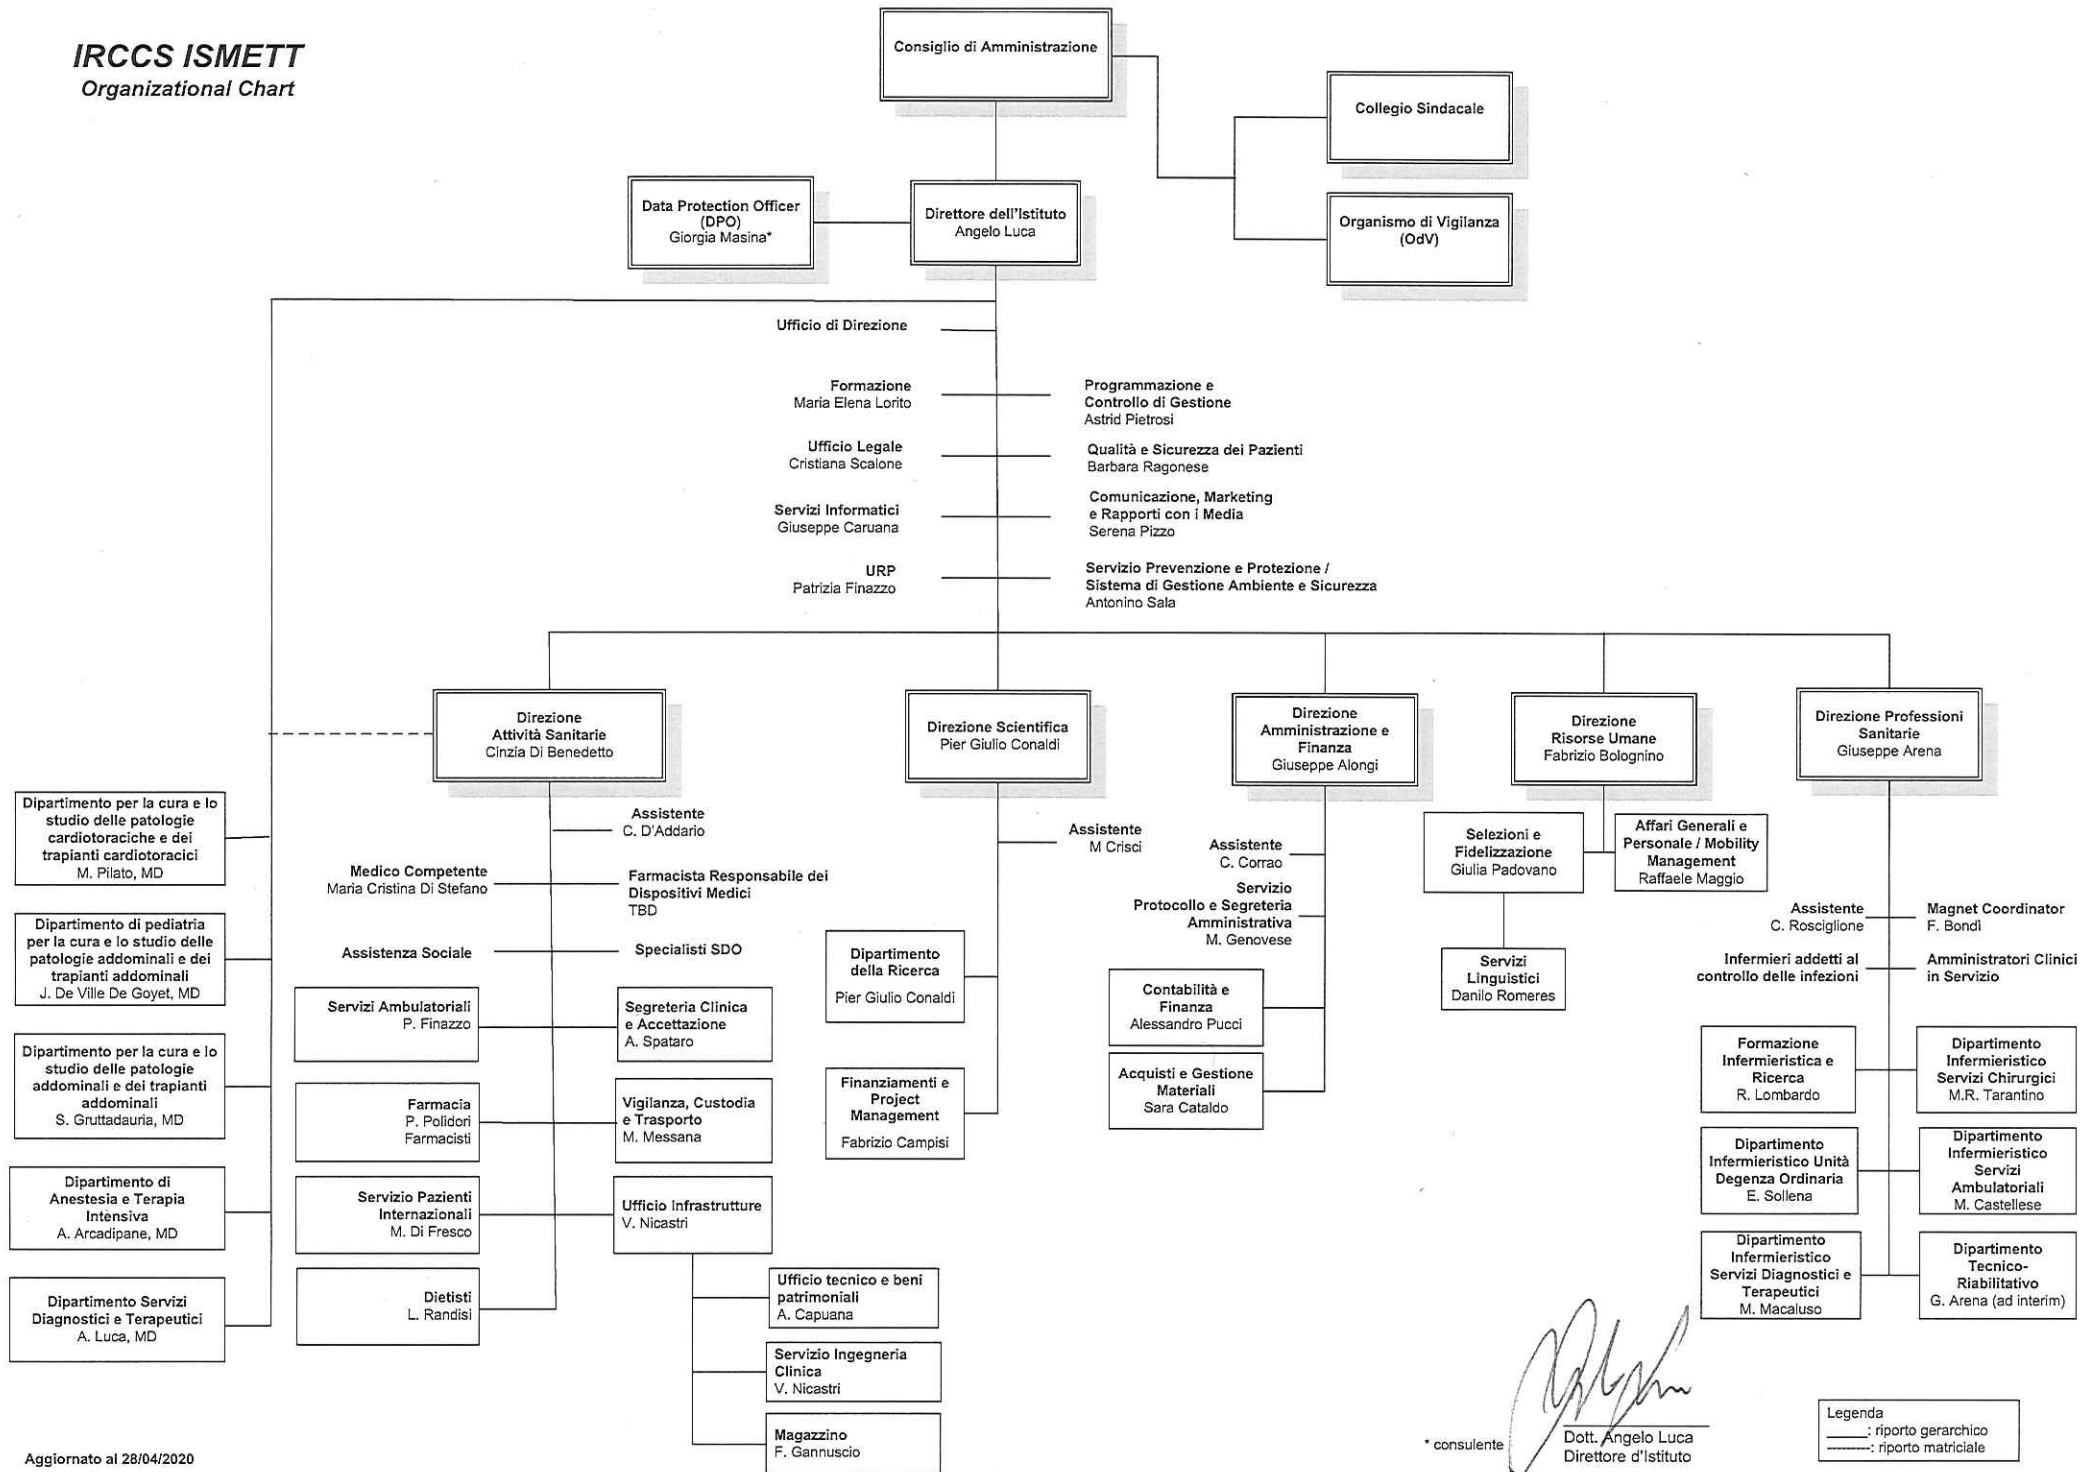 IRCCS ISMETT
Organizational Chart
Consiglio di Amministrazione
Collegio Sindacale
Data Protection Officer
(DPO)
Giorgia Masina*
Direttore dell'Istituto
Angelo Luca
Organismo di Vigilanza
(OdV)
Ufficio di Direzione
Formazione
Maria Elena Lorito
Programmazione e
Controllo di Gestione
Astrid Pietrosi
Ufficio Legale
Cristiana Scalone
Qualità e Sicurezza dei Pazienti
Barbara Ragonese
Servizi Informatici
Giuseppe Caruana
Comunicazione, Marketing
e Rapporti con i Media
Serena Pizzo
URP
Patrizia Finazzo
Servizio Prevenzione e Protezione /
Sistema di Gestione Ambiente e Sicurezza
Antonino Sala
Direzione
Attività Sanitarie
Cinzia Di Benedetto
Direzione Scientifica
Pier Giulio Conaldi
Direzione
Amministrazione e
Finanza
Giuseppe Alongi
Direzione
Risorse Umane
Fabrizio Bolognino
Direzione Professioni
Sanitarie
Giuseppe Arena
Dipartimento per la cura e lo
studio delle patologie
cardiotoraciche e dei
trapianti cardiotoracici
M. Pilato, MD
Dipartimento di pediatria
per la cura e lo studio delle
patologie addominali e dei
trapianti addominali
J. De Ville De Goyet, MD
Dipartimento per la cura e lo
studio delle patologie
addominali e dei trapianti
addominali
S. Gruttadauria, MD
Dipartimento di
Anestesia e Terapia
Intensiva
A. Arcadipane, MD
Dipartimento Servizi
Diagnostici e Terapeutici
A. Luca, MD
Assistente
C. D'Addario
Medico Competente
Maria Cristina Di Stefano
Farmacista Responsabile dei
Dispositivi Medici
TBD
Assistenza Sociale
Specialisti SDO
Servizi Ambulatoriali
P. Finazzo
Segreteria Clinica
e Accettazione
A. Spataro
Farmacia
P. Polidori
Farmacisti
Vigilanza, Custodia
e Trasporto
M. Messana
Servizio Pazienti
Internazionali
M. Di Fresco
Ufficio Infrastrutture
V. Nicastri
Dietisti
L. Randisi
Ufficio tecnico e beni
patrimoniali
A. Capuana
Servizio Ingegneria
Clinica
V. Nicastri
Magazzino
F. Gannuscio
Assistente
M Crisci
Dipartimento
della Ricerca
Pier Giulio Conaldi
Finanziamenti e
Project
Management
Fabrizio Campisi
Assistente
C. Corrao
Servizio
Protocollo e Segreteria
Amministrativa
M. Genovese
Contabilità e
Finanza
Alessandro Pucci
Acquisti e Gestione
Materiali
Sara Cataldo
Selezioni e
Fidelizzazione
Giulia Padovano
Affari Generali e
Personale / Mobility
Management
Raffaele Maggio
Servizi
Linguistici
Danilo Romeres
Assistente
C. Rosciglione
Magnet Coordinator
F. Bondì
Infermieri addetti al
controllo delle infezioni
Amministratori Clinici
in Servizio
Formazione
Infermieristica e
Ricerca
R. Lombardo
Dipartimento
Infermieristico
Servizi Chirurgici
M.R. Tarantino
Dipartimento
Infermieristico Unità
Degenza Ordinaria
E. Sollena
Dipartimento
Infermieristico
Servizi
Ambulatoriali
M. Castellese
Dipartimento
Infermieristico
Servizi Diagnostici e
Terapeutici
M. Macaluso
Dipartimento
Tecnico-
Riabilitativo
G. Arena (ad interim)
Aggiornato al 28/04/2020
* consulente
Dott. Angelo Luca
Direttore d'Istituto
Legenda
: riporto gerarchico
: riporto matriciale